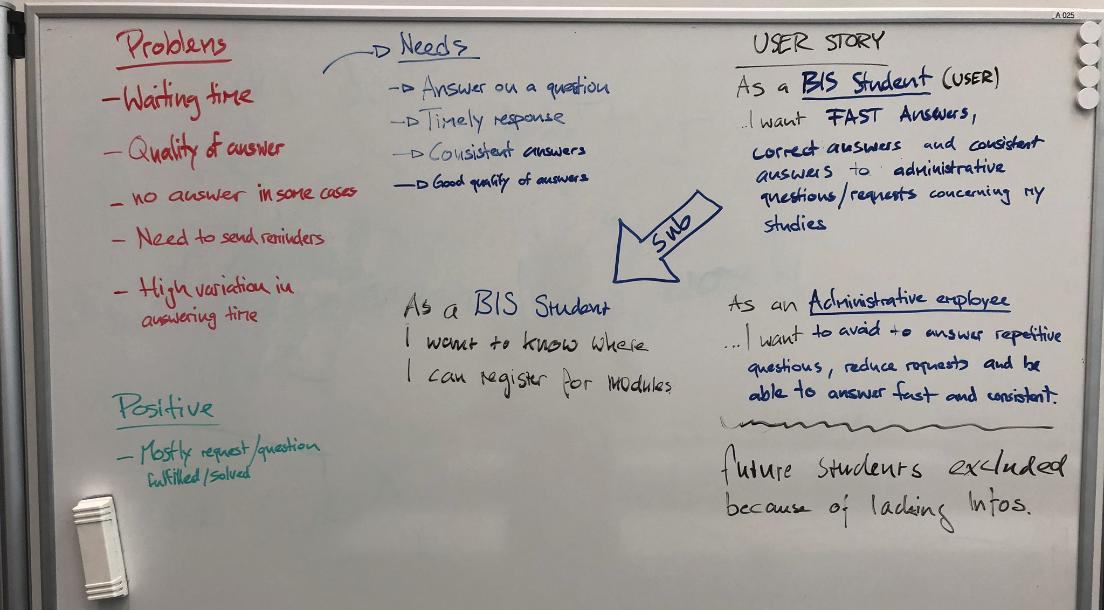 A 025
Problems
- Waiting time
- Quality of answer
- no answer in some cases
- Need to send reminders
- High variation in
answering time
Positive
- Mostly request/question
fulfilled/solved
Needs
Answer on a question
Timely response
Consistent answers
Good quality of answers
sub
As a BIS Student
I want to know where
I can register for modules
USER STORY
As a BIS Student (USER)
...I want FAST Answers,
correct answers and consistent
answers to administrative
questions/requests concerning my
studies
As an Administrative employee
...I want to avoid to answer repetitive
questions, reduce requests and be
able to answer fast and consistent.
future students excluded
because of lacking Infos.